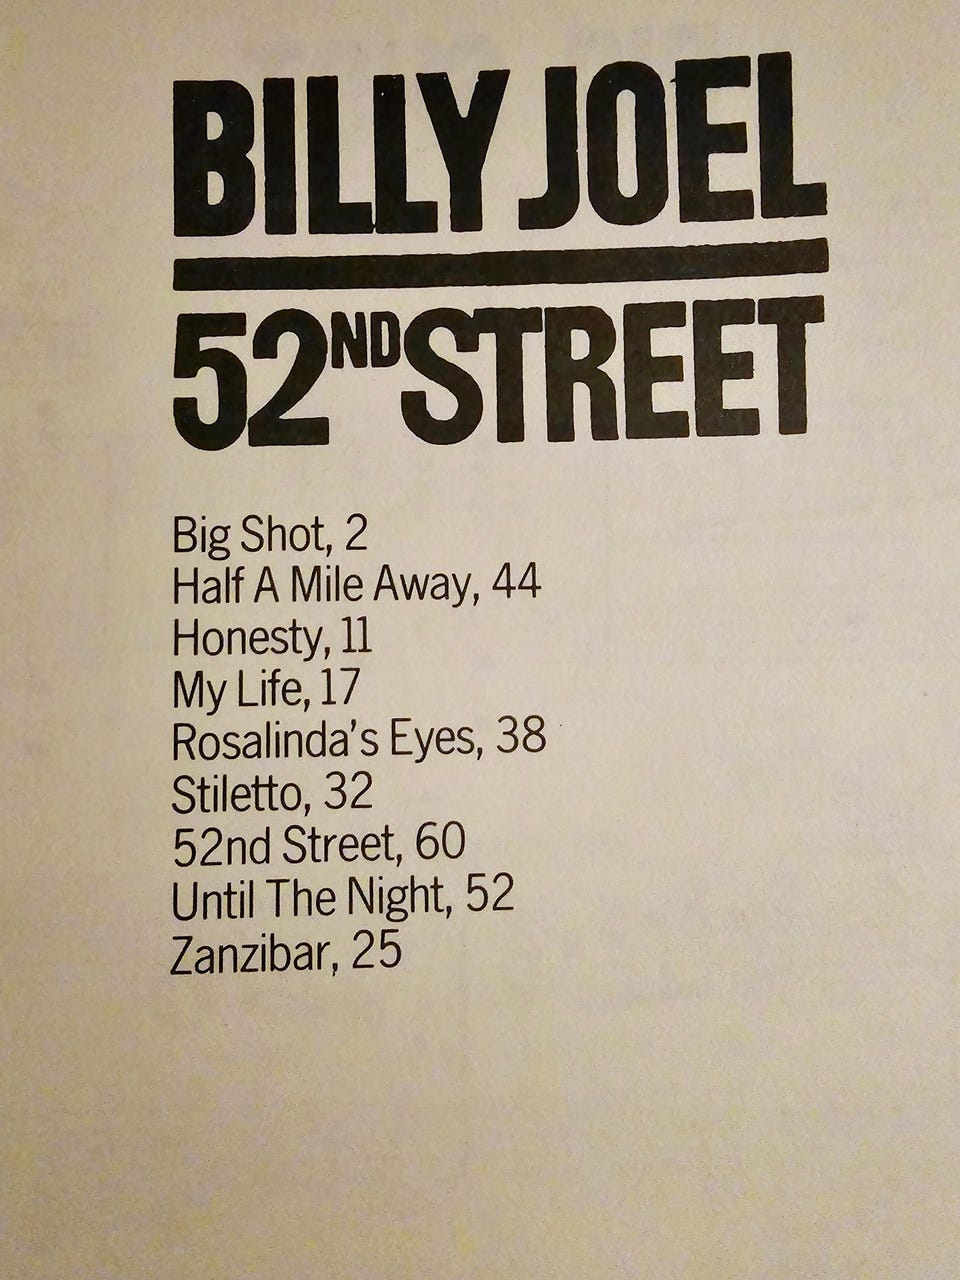 BILLY JOEL
52ND STREET
Big Shot, 2
Half A Mile Away, 44
Honesty, 11
My Life, 17
Rosalinda's Eyes, 38
Stiletto, 32
52nd Street, 60
Until The Night, 52
Zanzibar, 25